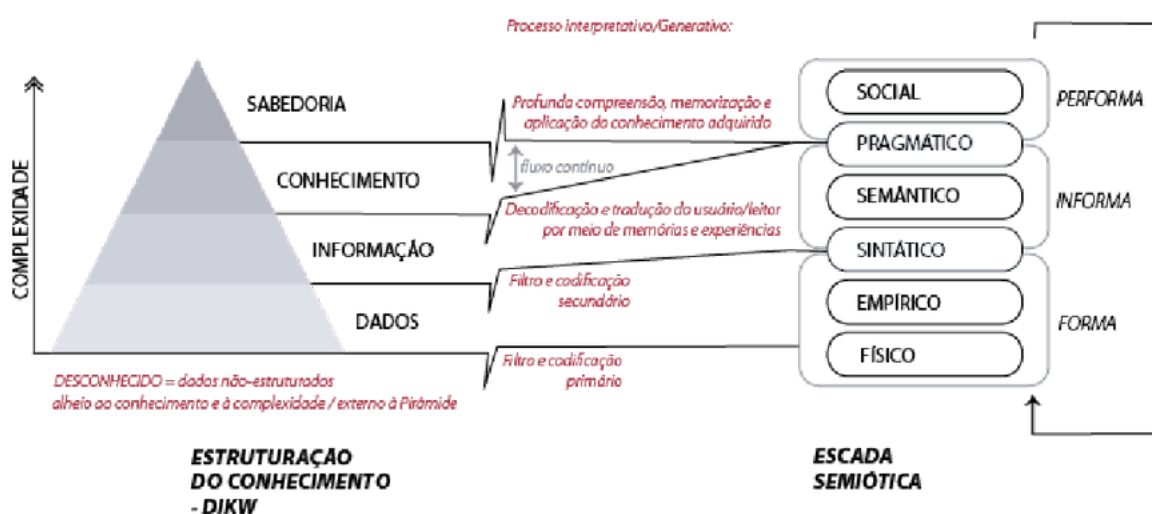 Processo interpretativo/Generativo:
SABEDORIA
CONHECIMENTO
INFORMAÇÃO
DADOS
COMPLEXIDADE
Profunda compreensão, memorização e
aplicação do conhecimento adquirido
fluxo contínuo
Decodificação e tradução do usuário/leitor
por meio de memórias e experiências
Filtro e codificação
secundário
Filtro e codificação
primário
SOCIAL
PRAGMÁTICO
SEMÂNTICO
SINTÁTICO
EMPÍRICO
FÍSICO
PERFORMA
INFORMA
FORMA
DESCONHECIDO = dados não-estruturados
alheio ao conhecimento e à complexidade / externo à Pirâmide
ESTRUTURAÇÃO
DO CONHECIMENTO
- DIKW
ESCADA
SEMIÓTICA